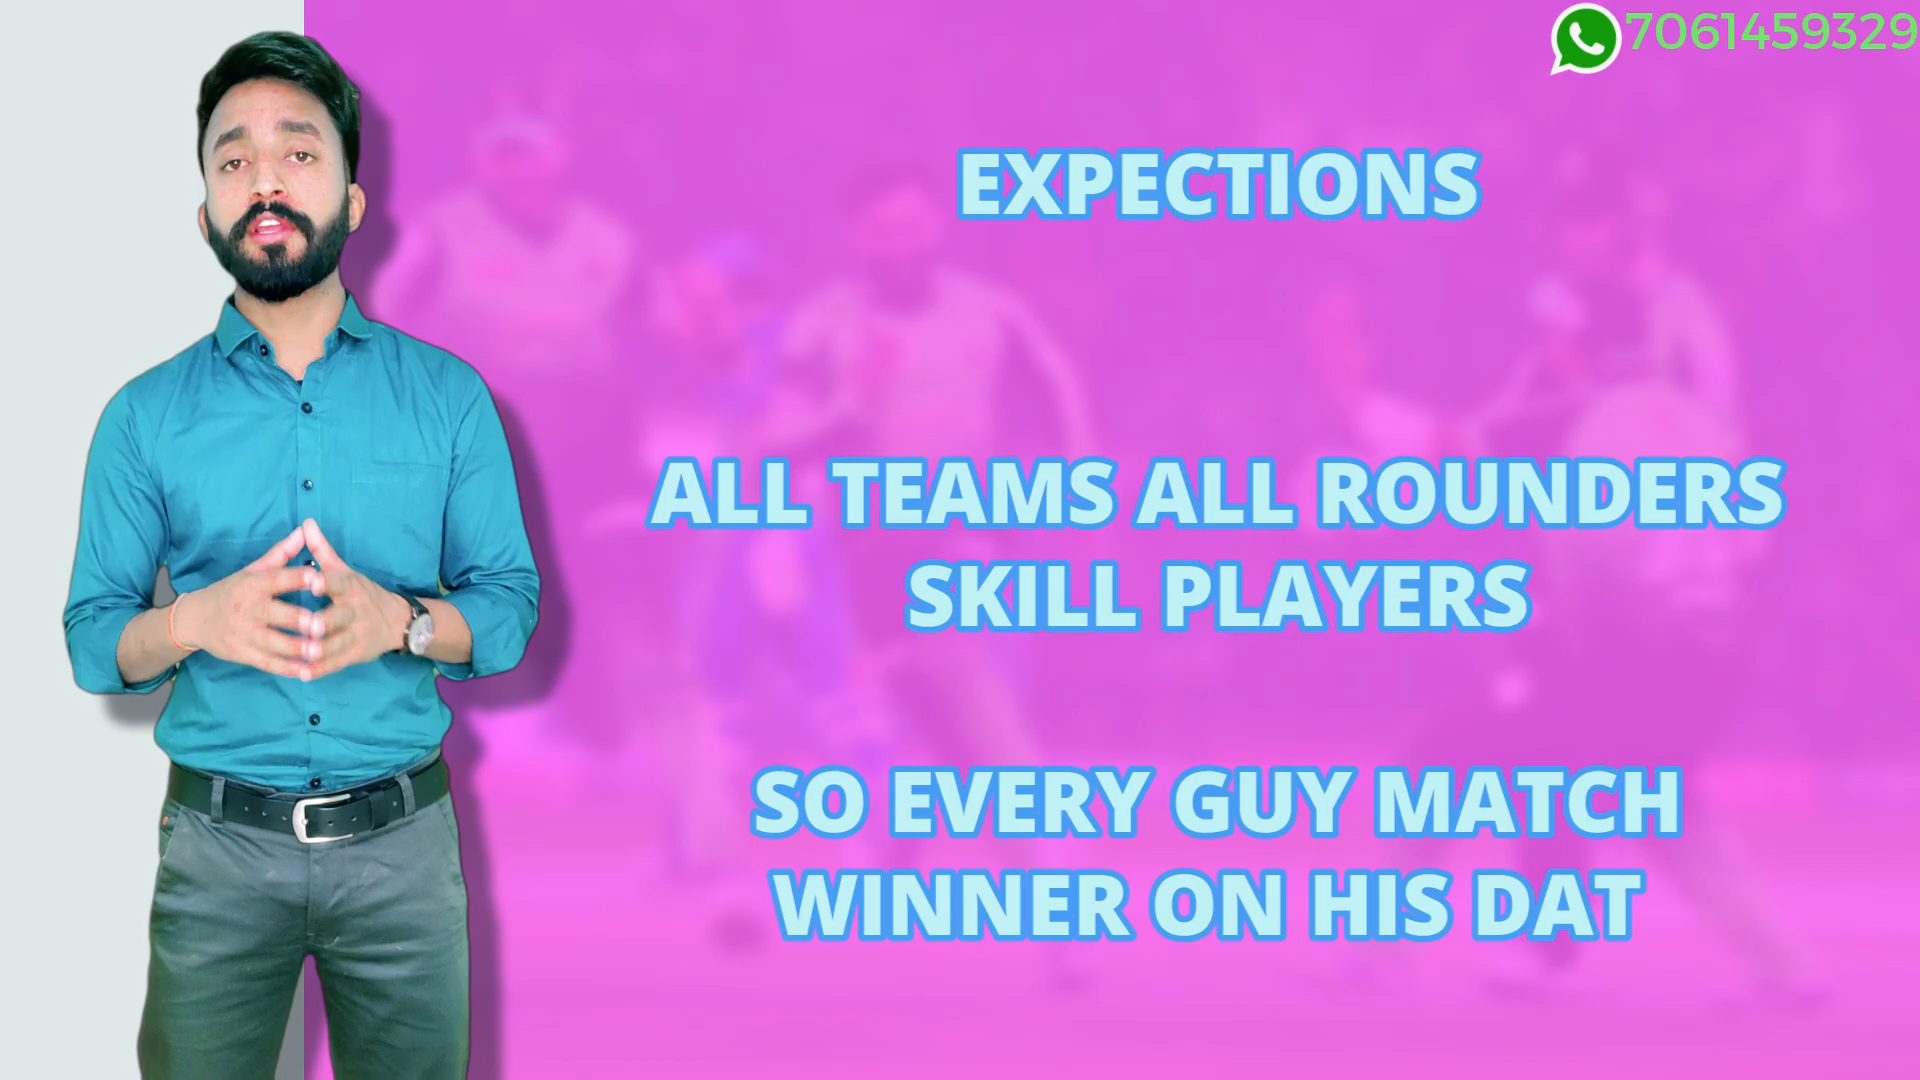 7061459329
EXPECTIONS
ALL TEAMS ALL ROUNDERS
SKILL PLAYERS
SO EVERY GUY MATCH
WINNER ON HIS DAT